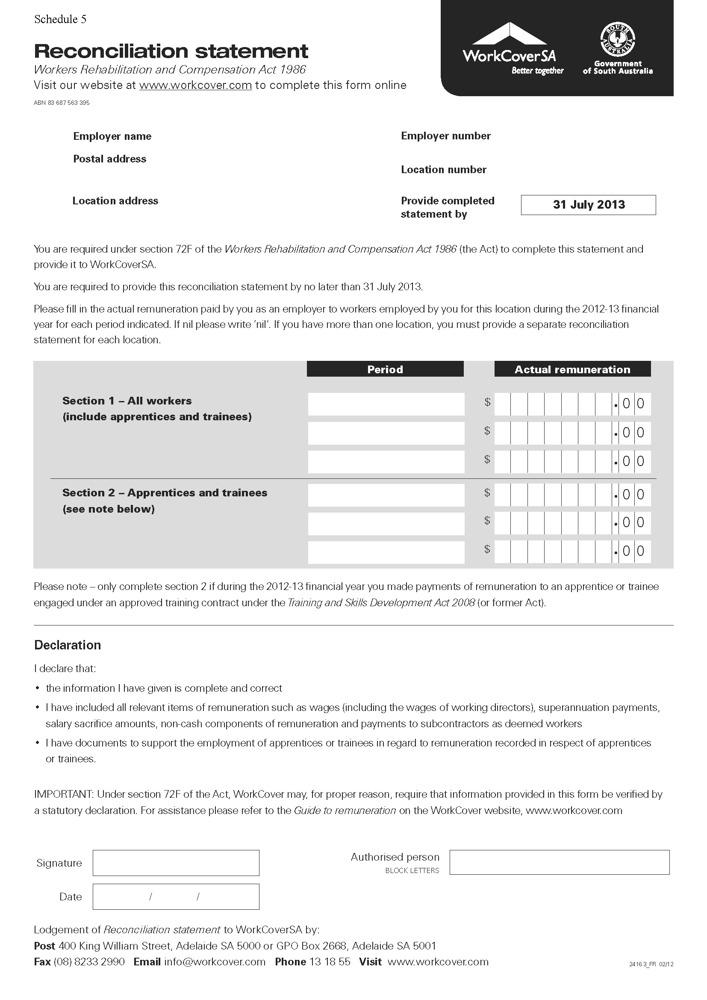 Schedule 5
Reconciliation statement
Workers Rehabilitation and Compensation Act 1986
Visit our website at www.workcover.com to complete this form online
ABN 83 687 563 395
WorkCoverSA
Better together
SOUTH AUSTRALIA
Government
of South Australia
Employer name
Employer number
Postal address
Location number
Location address
Provide completed
statement by
31 July 2013
You are required under section 72F of the Workers Rehabilitation and Compensation Act 1986 (the Act) to complete this statement and
provide it to WorkCoverSA.
You are required to provide this reconciliation statement by no later than 31 July 2013.
Please fill in the actual remuneration paid by you as an employer to workers employed by you for this location during the 2012-13 financial
year for each period indicated. If nil please write ’nil‘. If you have more than one location, you must provide a separate reconciliation
statement for each location.
Period Actual remuneration
Section 1 – All workers
(include apprentices and trainees)
$ .00
$ .00
$ .00
Section 2 – Apprentices and trainees
(see note below)
$ .00
$ .00
$ .00
Please note – only complete section 2 if during the 2012-13 financial year you made payments of remuneration to an apprentice or trainee
engaged under an approved training contract under the Training and Skills Development Act 2008 (or former Act).
Declaration
I declare that:
• the information I have given is complete and correct
• I have included all relevant items of remuneration such as wages (including the wages of working directors), superannuation payments,
salary sacrifice amounts, non-cash components of remuneration and payments to subcontractors as deemed workers
• I have documents to support the employment of apprentices or trainees in regard to remuneration recorded in respect of apprentices
or trainees.
IMPORTANT: Under section 72F of the Act, WorkCover may, for proper reason, require that information provided in this form be verified by
a statutory declaration. For assistance please refer to the Guide to remuneration on the WorkCover website, www.workcover.com
Signature
Authorised person
BLOCK LETTERS
Date / /
Lodgement of Reconciliation statement to WorkCoverSA by:
Post 400 King William Street, Adelaide SA 5000 or GPO Box 2668, Adelaide SA 5001
Fax (08) 8233 2990 Email info@workcover.com Phone 13 18 55 Visit www.workcover.com
2416.3_FR 02/12